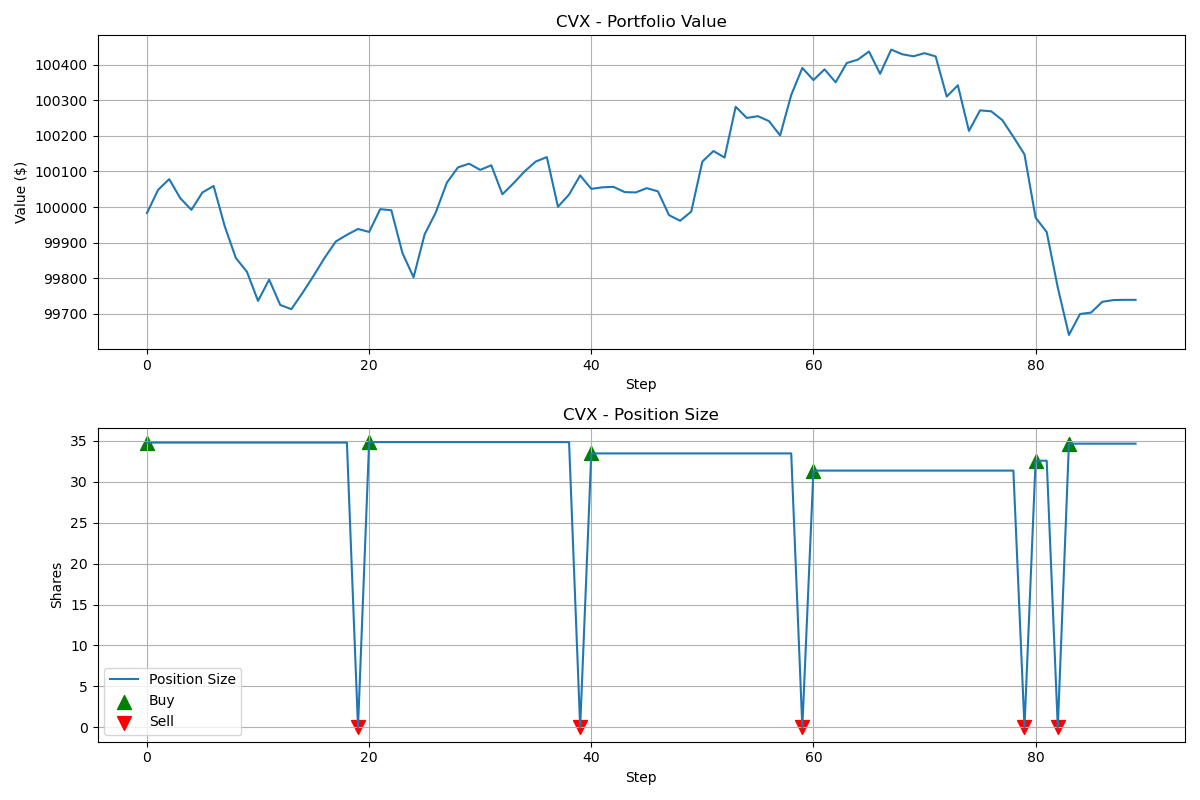 CVX - Portfolio Value
Value ($)
100400
100300
100200
100100
100000
99900
99800
99700
0 20 40 60 80
Step
CVX - Position Size
Shares
35
30
25
20
15
10
5
0
Position Size
Buy
Sell
0 20 40 60 80
Step